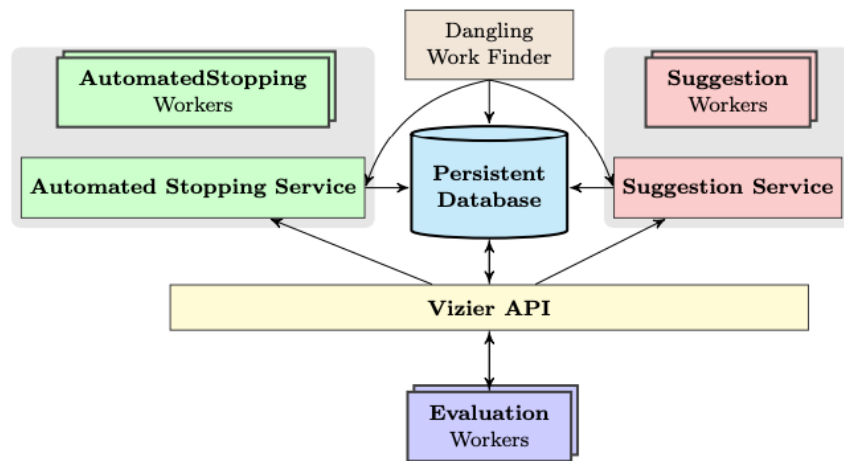 Dangling
Work Finder
AutomatedStopping
Workers
Suggestion
Workers
Automated Stopping Service
Persistent
Database
Suggestion Service
Vizier API
Evaluation
Workers